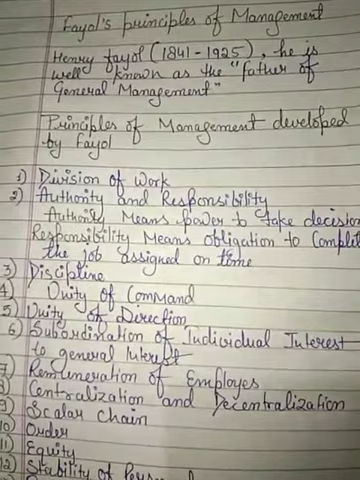 Fayol's principles of Management
Henry fayol (1841-1925), he is
well known as the "father of
General Management"
Principles of Management developed
by Fayol
1) Division of Work
2) Authority and Responsibility
Authority Means power to take decision
Responsibility Means obligation to Complet
the job assigned on time
3) Discipline
4) Unity of Command
5) Unity of Direction
6) Subordination of Individual Interest
to general Interest
7) Remuneration of Employes
8) Centralization and Decentralization
9) Scalar chain
10) Order
11) Equity
12) Stability of